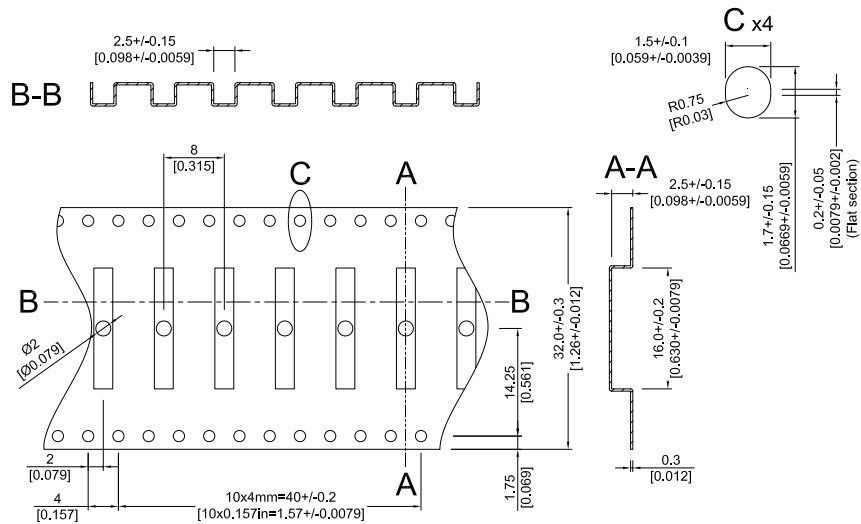 2.5+/-0.15
[0.098+/-0.0059]
B-B
C x4
1.5+/-0.1
[0.059+/-0.0039]
R0.75
[R0.03]
1.7+/-0.15
[0.0669+/-0.0059]
0.2+/-0.05
[0.0079+/-0.002]
(Flat section)
8
[0.315]
C
A
A-A
2.5+/-0.15
[0.098+/-0.0059]
B
B
Ø2
[Ø0.079]
14.25
[0.561]
32.0+/-0.3
[1.26+/-0.012]
16.0+/-0.2
[0.630+/-0.0079]
2
[0.079]
4
[0.157]
10x4mm=40+/-0.2
[10x0.157in=1.57+/-0.0079]
A
1.75
[0.069]
0.3
[0.012]